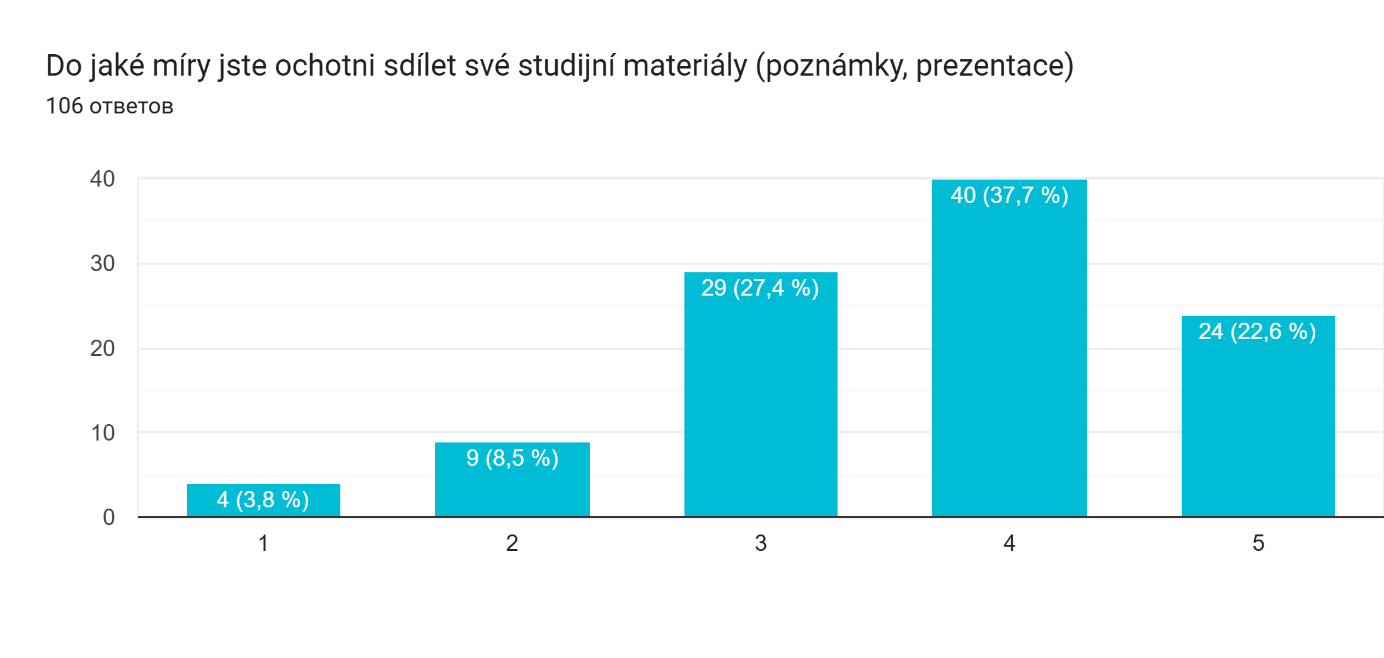 Do jaké míry jste ochotni sdílet své studijní materiály (poznámky, prezentace)
106 ответов
40
30
20
10
0
4 (3,8 %)
9 (8,5 %)
29 (27,4 %)
40 (37,7 %)
24 (22,6 %)
1
2
3
4
5